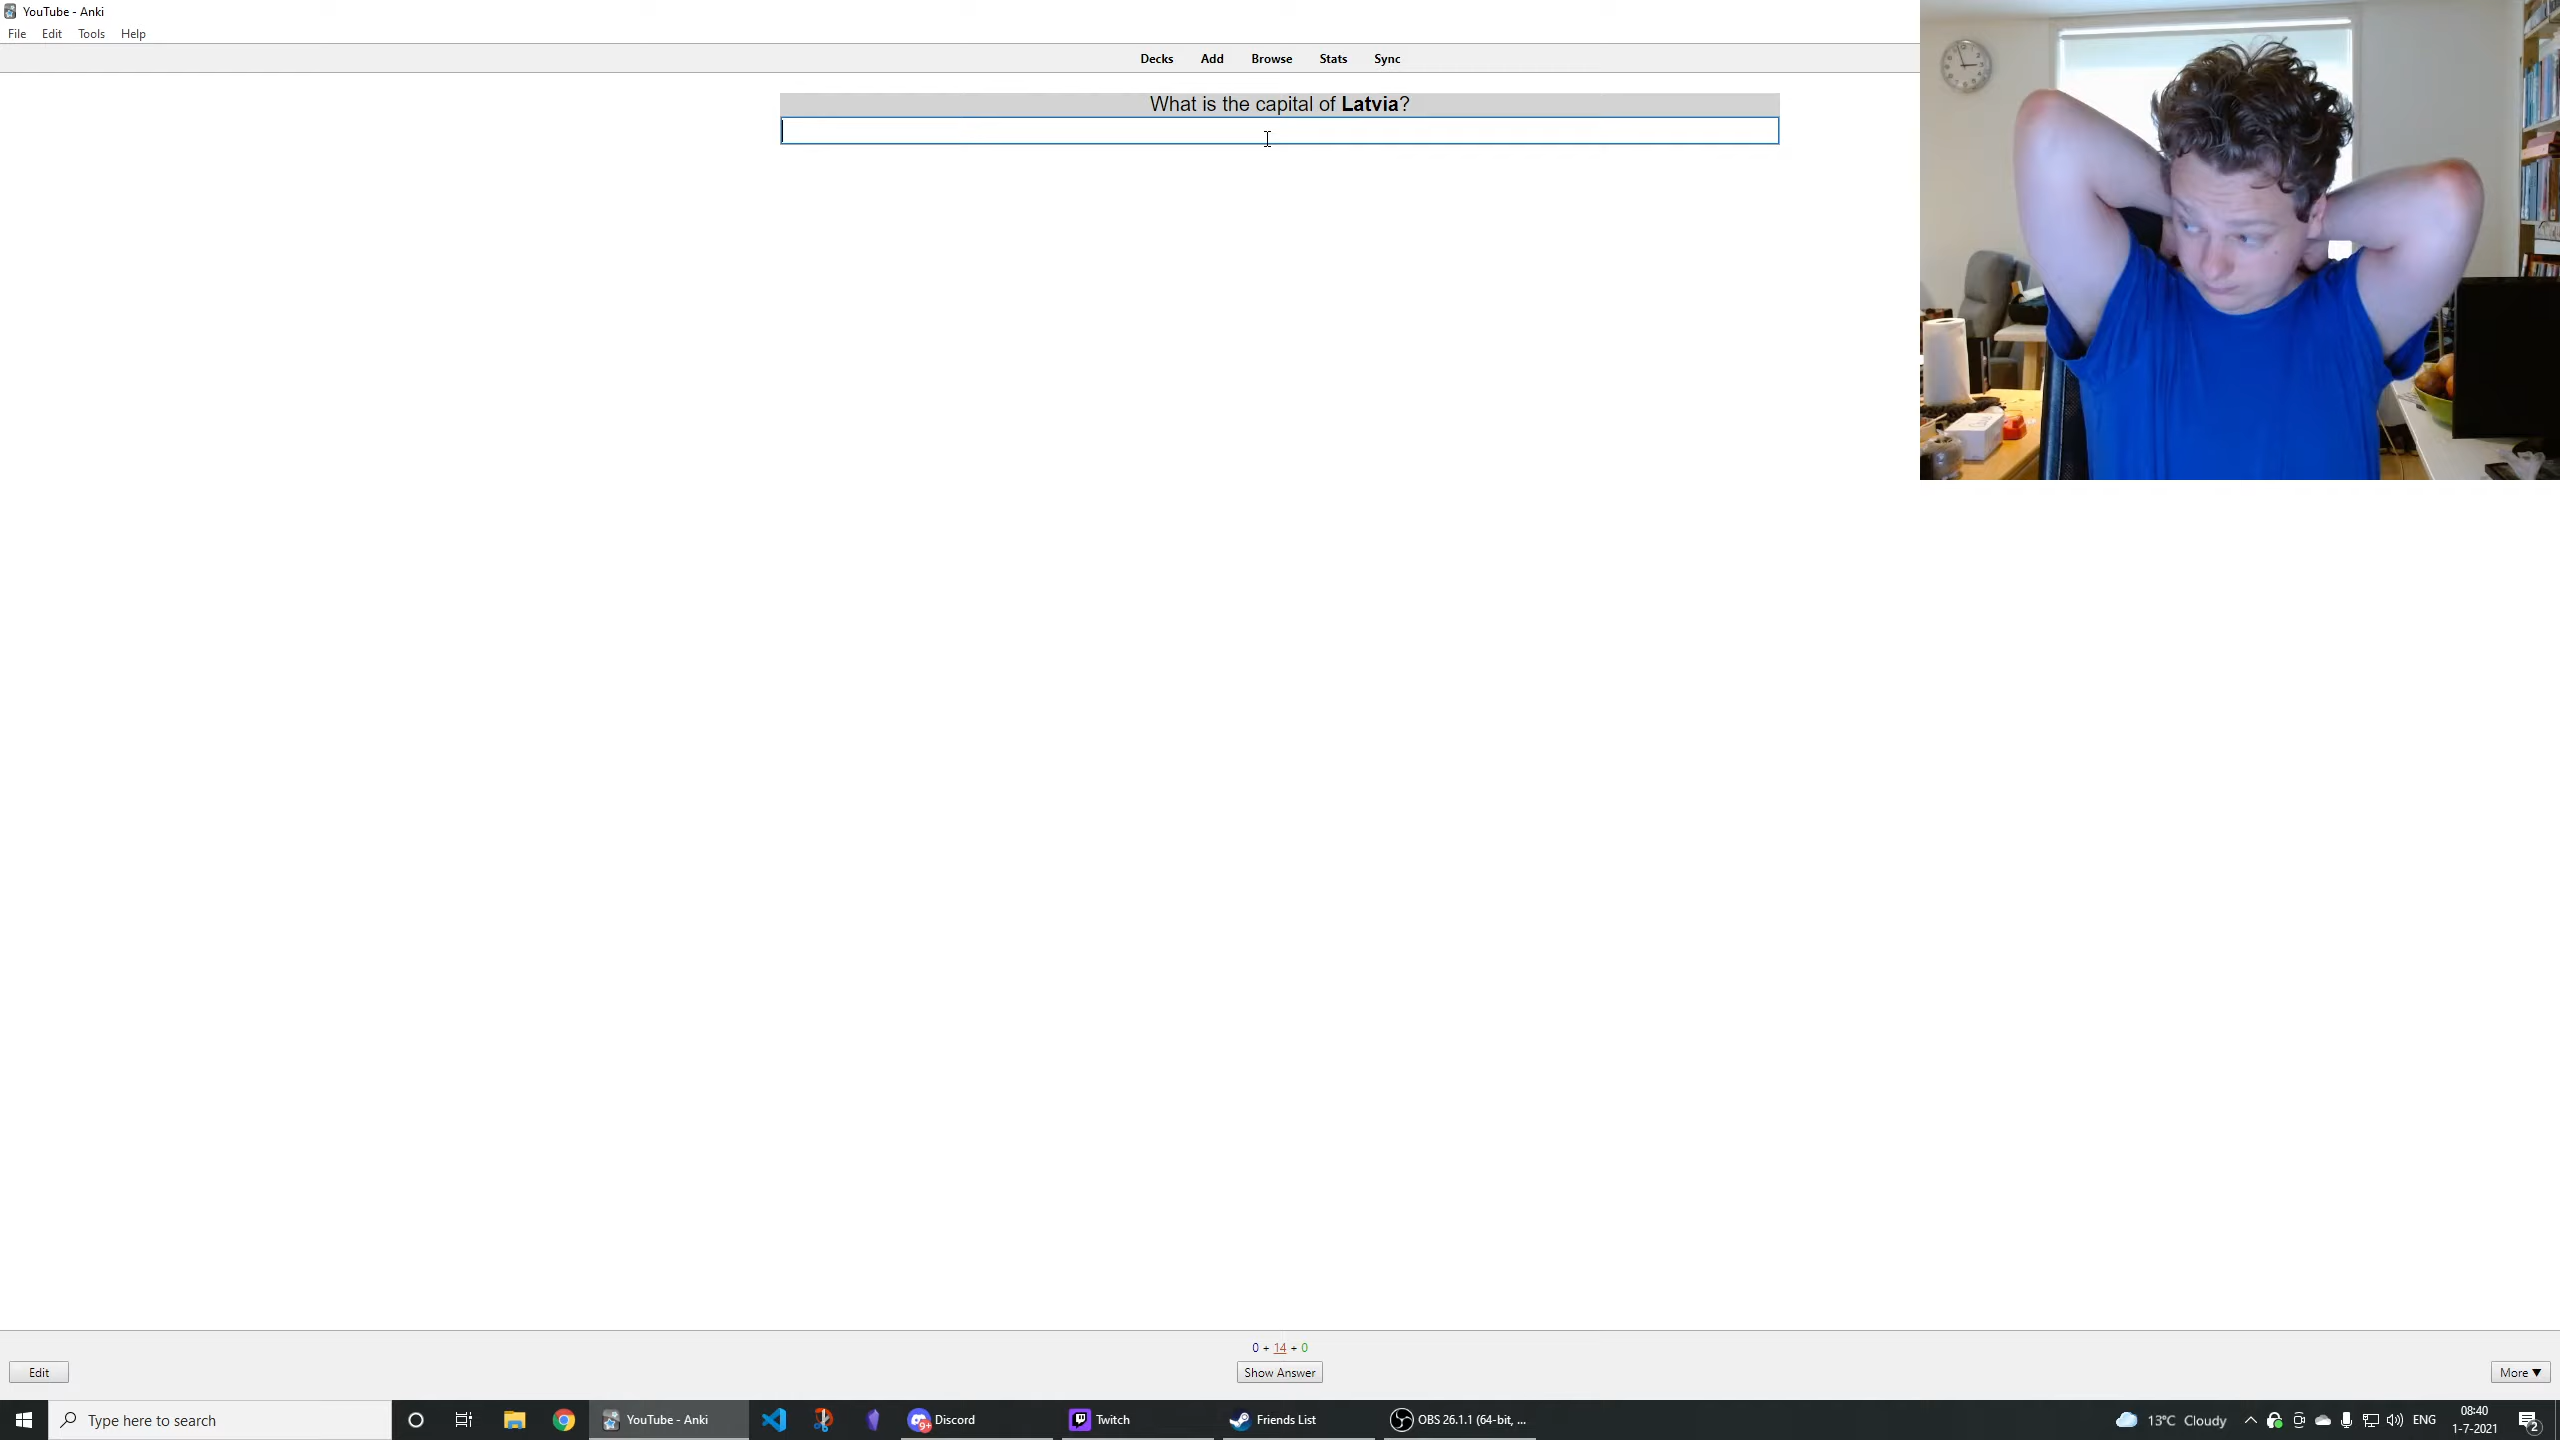 YouTube - Anki
File Edit Tools Help
Decks Add Browse Stats Sync
What is the capital of Latvia?
0 + 14 + 0
Edit Show Answer More ▼
Type here to search YouTube - Anki 9+ Discord Twitch Friends List OBS 26.1.1 (64-bit, ... 13°C Cloudy ENG 08:40
1-7-2021 2